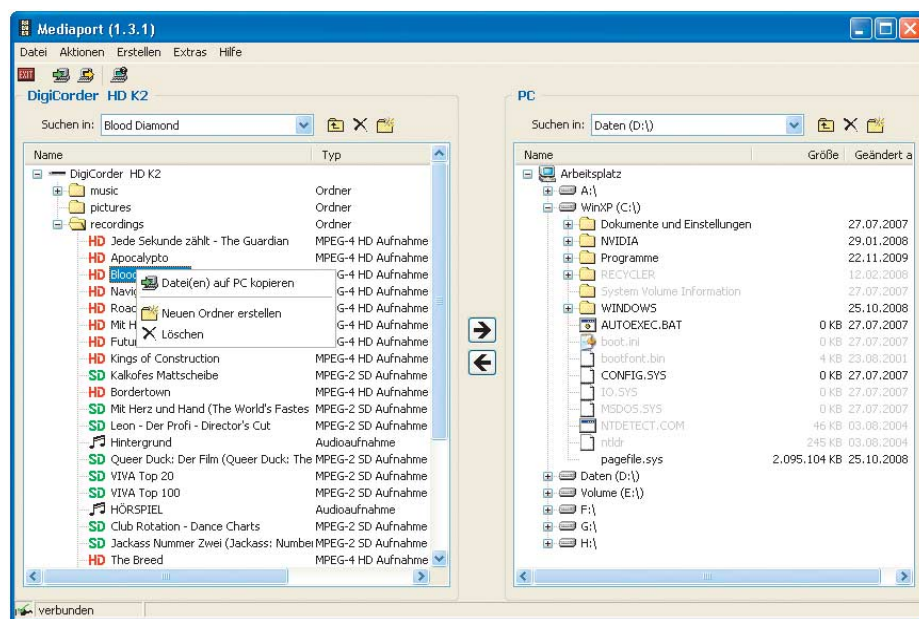 Mediaport (1.3.1)
Datei Aktionen Erstellen Extras Hilfe
EXIT
DigiCorder HD K2
Suchen in: Blood Diamond
Name Typ
DigiCorder HD K2
music Ordner
pictures Ordner
recordings Ordner
HD Jede Sekunde zählt - The Guardian MPEG-4 HD Aufnahme
HD Apocalypto MPEG-4 HD Aufnahme
HD Blood G-4 HD Aufnahme
HD Navig G-4 HD Aufnahme
HD Road G-4 HD Aufnahme
HD Mit H G-4 HD Aufnahme
HD Futur G-4 HD Aufnahme
Datei(en) auf PC kopieren
Neuen Ordner erstellen
Löschen
HD Kings of Construction MPEG-4 HD Aufnahme
SD Kalkofes Mattscheibe MPEG-2 SD Aufnahme
HD Bordertown MPEG-4 HD Aufnahme
SD Mit Herz und Hand (The World's Fastes MPEG-2 SD Aufnahme
SD Leon - Der Profi - Director's Cut MPEG-2 SD Aufnahme
Hintergrund Audioaufnahme
SD Queer Duck: Der Film (Queer Duck: The MPEG-2 SD Aufnahme
SD VIVA Top 20 MPEG-2 SD Aufnahme
SD VIVA Top 100 MPEG-2 SD Aufnahme
HÖRSPIEL Audioaufnahme
SD Club Rotation - Dance Charts MPEG-2 SD Aufnahme
SD Jackass Nummer Zwei (Jackass: Number MPEG-2 SD Aufnahme
HD The Breed MPEG-4 HD Aufnahme
PC
Suchen in: Daten (D:\)
Name Größe Geändert a
Arbeitsplatz
A:\
WinXP (C:\)
Dokumente und Einstellungen 27.07.2007
NVIDIA 29.01.2008
Programme 22.11.2009
RECYCLER 12.02.2008
System Volume Information 27.07.2007
WINDOWS 25.10.2008
AUTOEXEC.BAT 0 KB 27.07.2007
boot.ini 0 KB 27.07.2007
bootfont.bin 4 KB 23.08.2001
CONFIG.SYS 0 KB 27.07.2007
IO.SYS 0 KB 27.07.2007
MSDOS.SYS 0 KB 27.07.2007
NTDETECT.COM 46 KB 03.08.2004
ntldr 245 KB 03.08.2004
pagefile.sys 2.095.104 KB 25.10.2008
Daten (D:\)
Volume (E:\)
F:\
G:\
H:\
verbunden